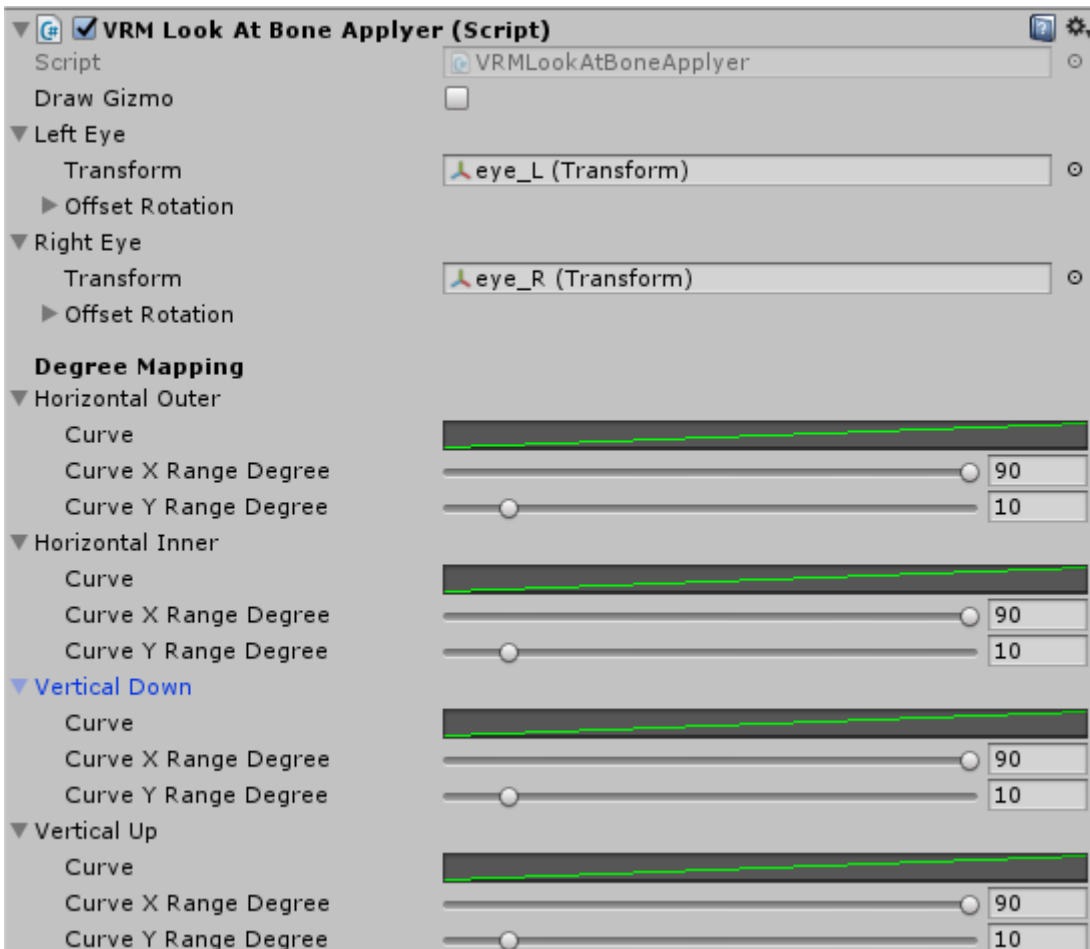 VRM Look At Bone Applyer (Script)
Script VRMLookAtBoneApplyer
Draw Gizmo
Left Eye
Transform eye_L (Transform)
Offset Rotation
Right Eye
Transform eye_R (Transform)
Offset Rotation
Degree Mapping
Horizontal Outer
Curve
Curve X Range Degree 90
Curve Y Range Degree 10
Horizontal Inner
Curve
Curve X Range Degree 90
Curve Y Range Degree 10
Vertical Down
Curve
Curve X Range Degree 90
Curve Y Range Degree 10
Vertical Up
Curve
Curve X Range Degree 90
Curve Y Range Degree 10